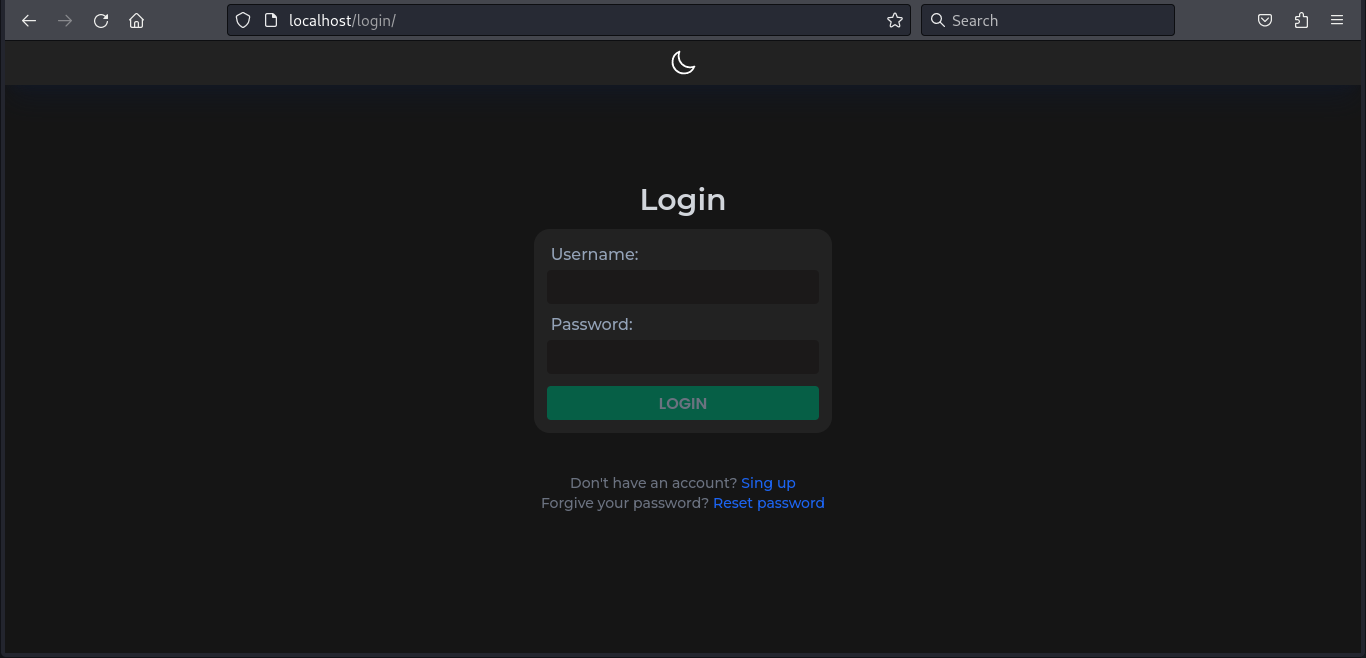 localhost/login/
Search
Login
Username:
Password:
LOGIN
Don't have an account? Sing up
Forgive your password? Reset password